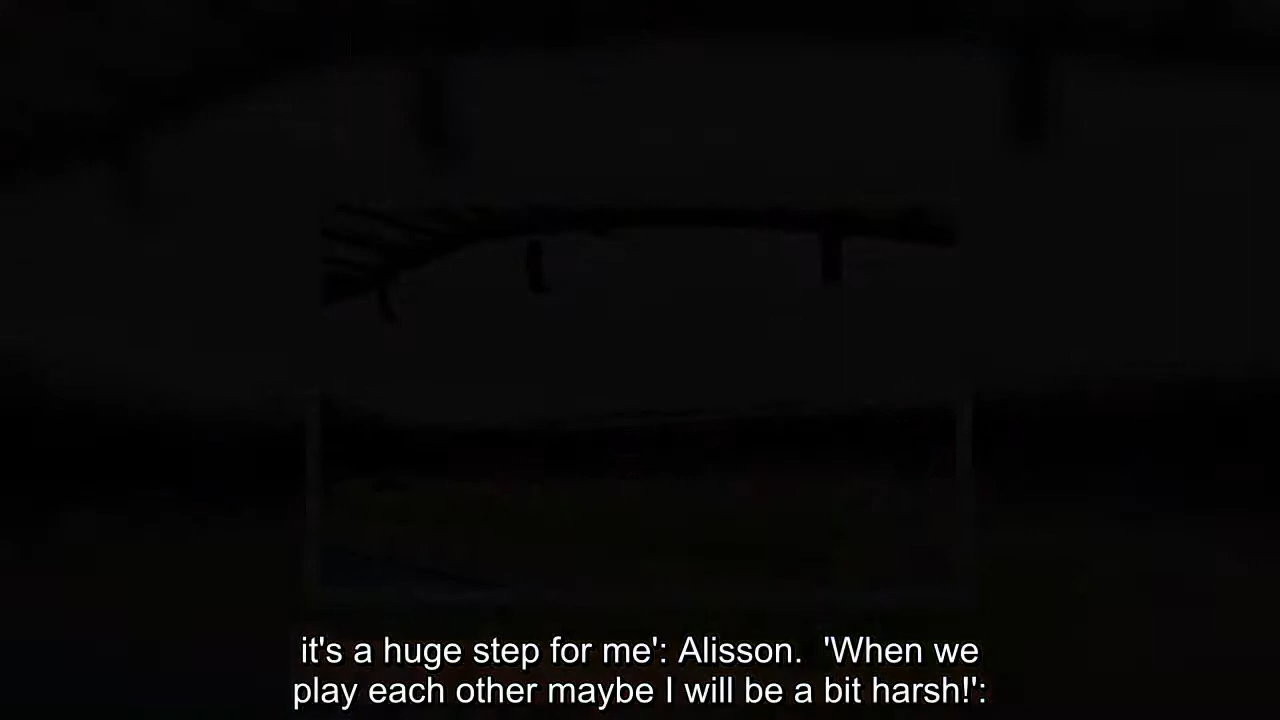 it's a huge step for me': Alisson.  'When we
play each other maybe I will be a bit harsh!':